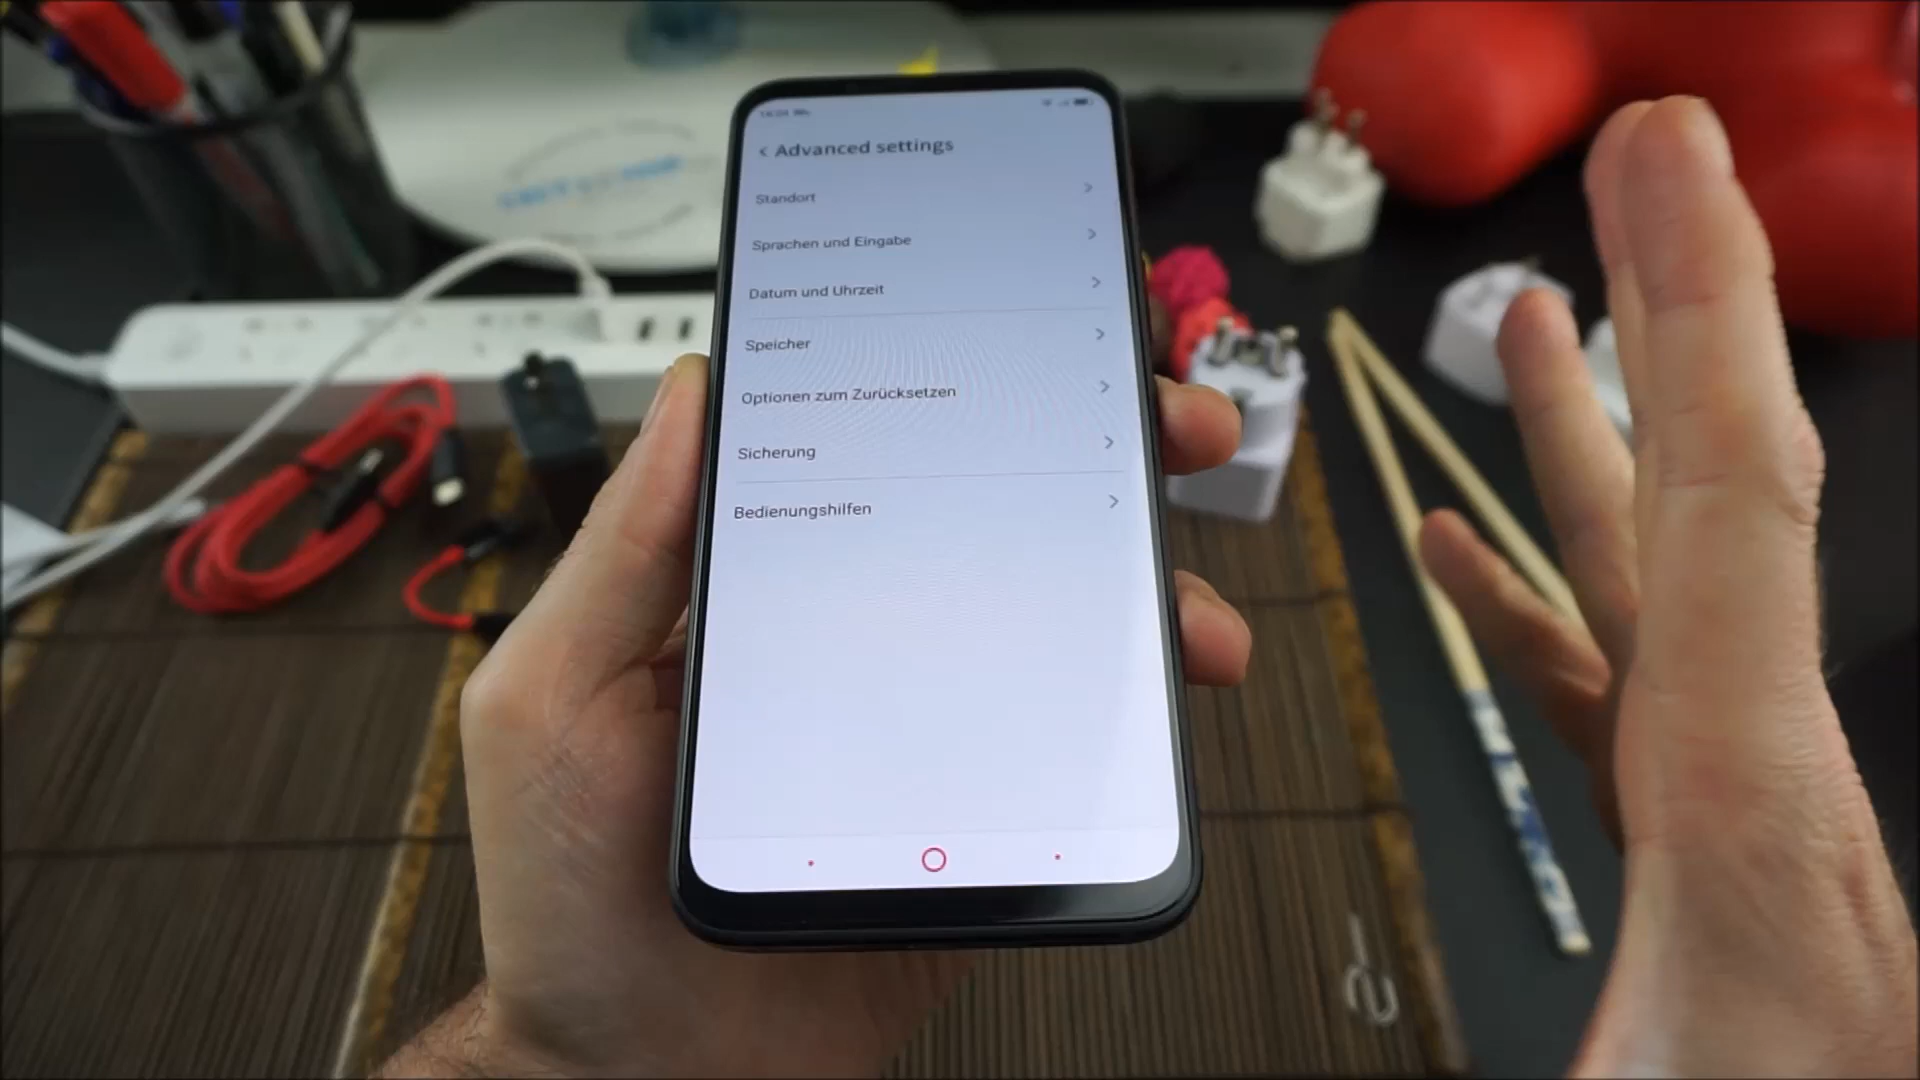 Advanced settings
Standort
Sprachen und Eingabe
Datum und Uhrzeit
Speicher
Optionen zum Zurücksetzen
Sicherung
Bedienungshilfen